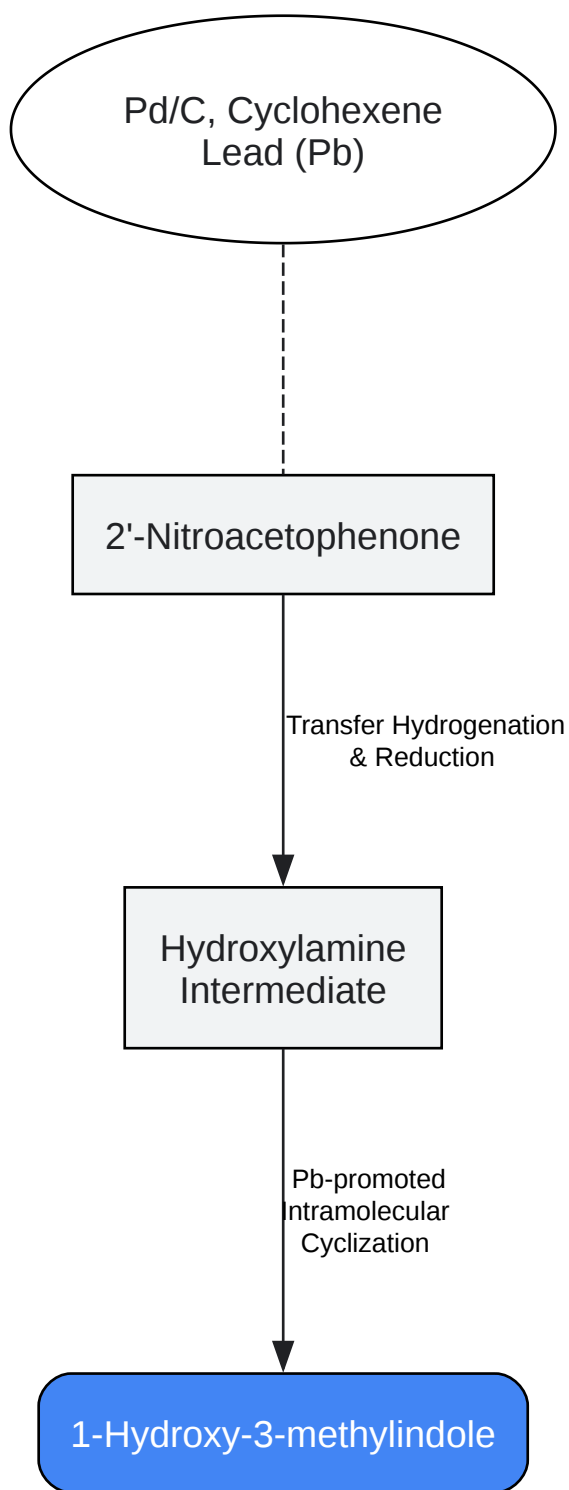 Pd/C, Cyclohexene
Lead (Pb)
2'-Nitroacetophenone
Transfer Hydrogenation
& Reduction
Hydroxylamine
Intermediate
Pb-promoted
Intramolecular
Cyclization
1-Hydroxy-3-methylindole